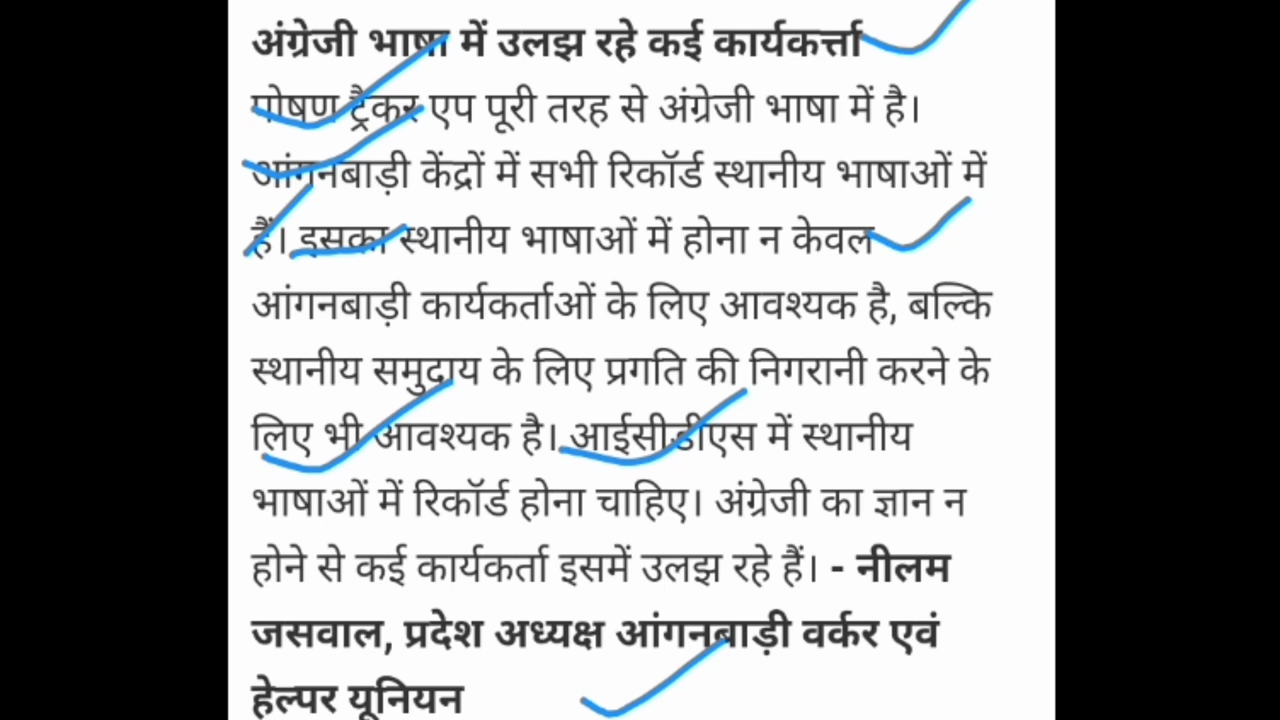 अंग्रेजी भाषा में उलझ रहे कई कार्यकर्त्ता
पोषण ट्रैकर एप पूरी तरह से अंग्रेजी भाषा में है।
आंगनबाड़ी केंद्रों में सभी रिकॉर्ड स्थानीय भाषाओं में
हैं। इसका स्थानीय भाषाओं में होना न केवल
आंगनबाड़ी कार्यकर्ताओं के लिए आवश्यक है, बल्कि
स्थानीय समुदाय के लिए प्रगति की निगरानी करने के
लिए भी आवश्यक है। आईसीडीएस में स्थानीय
भाषाओं में रिकॉर्ड होना चाहिए। अंग्रेजी का ज्ञान न
होने से कई कार्यकर्ता इसमें उलझ रहे हैं। - नीलम
जसवाल, प्रदेश अध्यक्ष आंगनबाड़ी वर्कर एवं
हेल्पर यूनियन